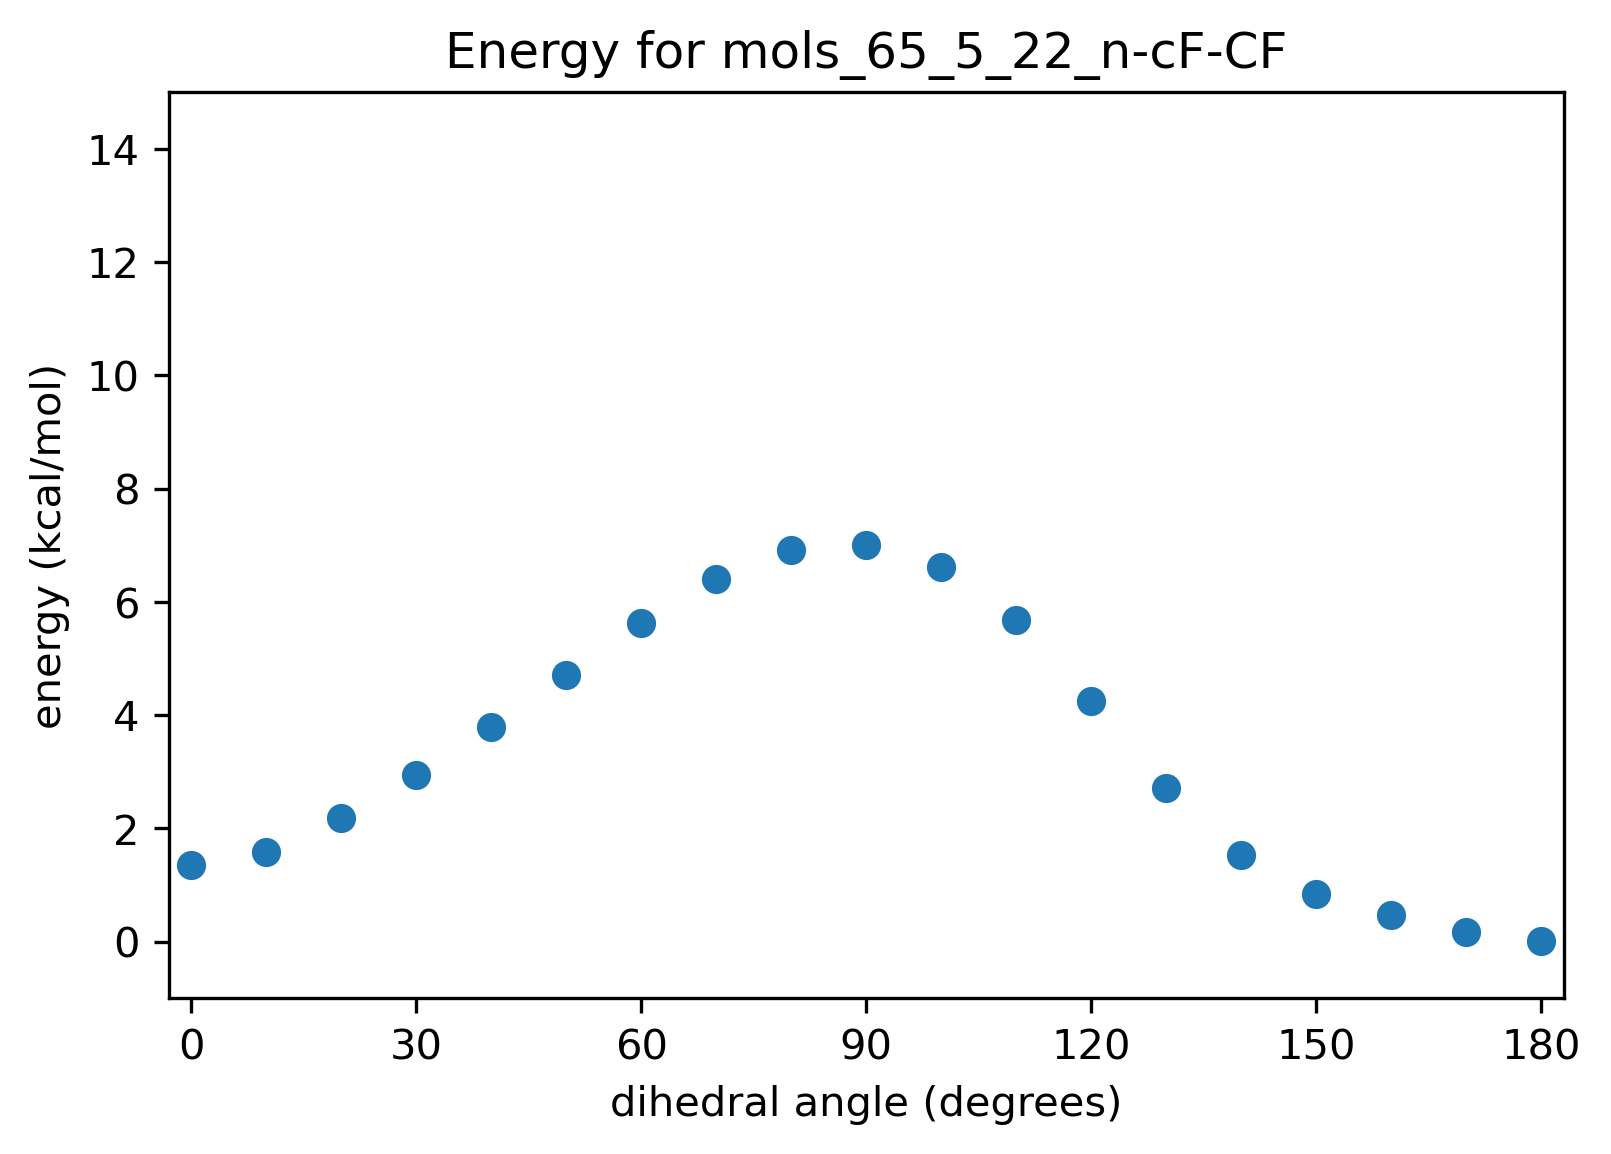 Energy for mols_65_5_22_n-cF-CF
14
12
10
8
6
4
2
0
energy (kcal/mol)
0 30 60 90 120 150 180
dihedral angle (degrees)